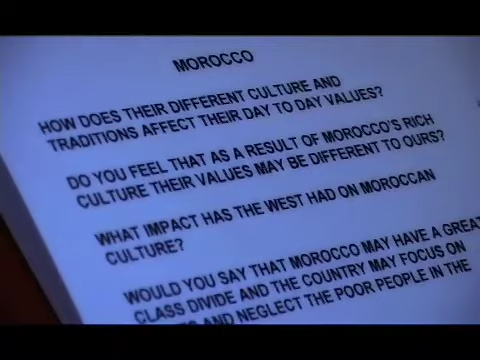 MOROCCO
HOW DOES THEIR DIFFERENT CULTURE AND
TRADITIONS AFFECT THEIR DAY TO DAY VALUES?
DO YOU FEEL THAT AS A RESULT OF MOROCCO'S RICH
CULTURE THEIR VALUES MAY BE DIFFERENT TO OURS?
WHAT IMPACT HAS THE WEST HAD ON MOROCCAN
CULTURE?
WOULD YOU SAY THAT MOROCCO MAY HAVE A GREAT
CLASS DIVIDE AND THE COUNTRY MAY FOCUS ON
AND NEGLECT THE POOR PEOPLE IN THE